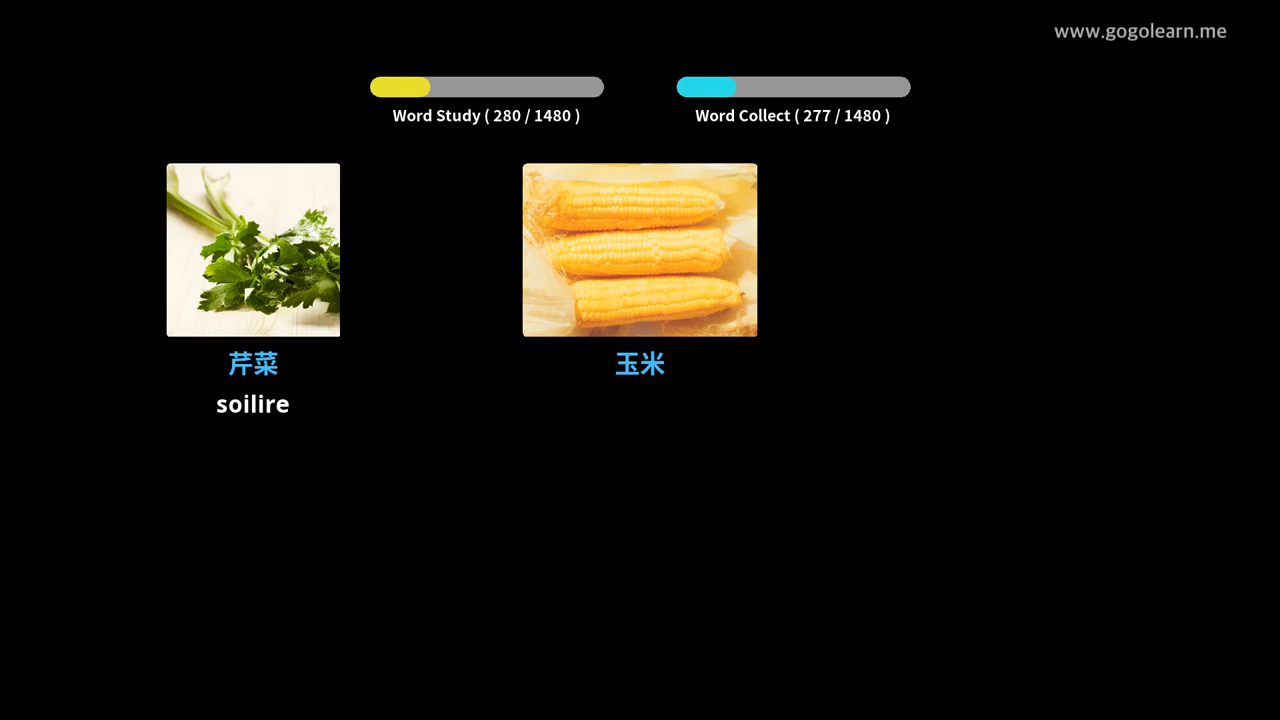 www.gogolearn.me
Word Study ( 280 / 1480 )
Word Collect ( 277 / 1480 )
芹菜
玉米
soilire